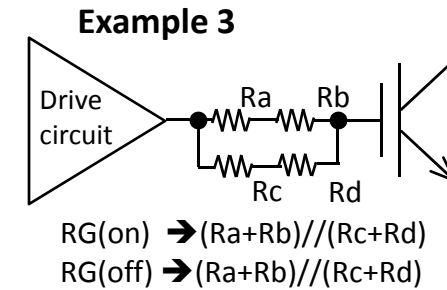 Example 3
Drive
circuit
Ra
Rb
Rc
Rd
RG(on) ➔(Ra+Rb)//(Rc+Rd)
RG(off) ➔(Ra+Rb)//(Rc+Rd)